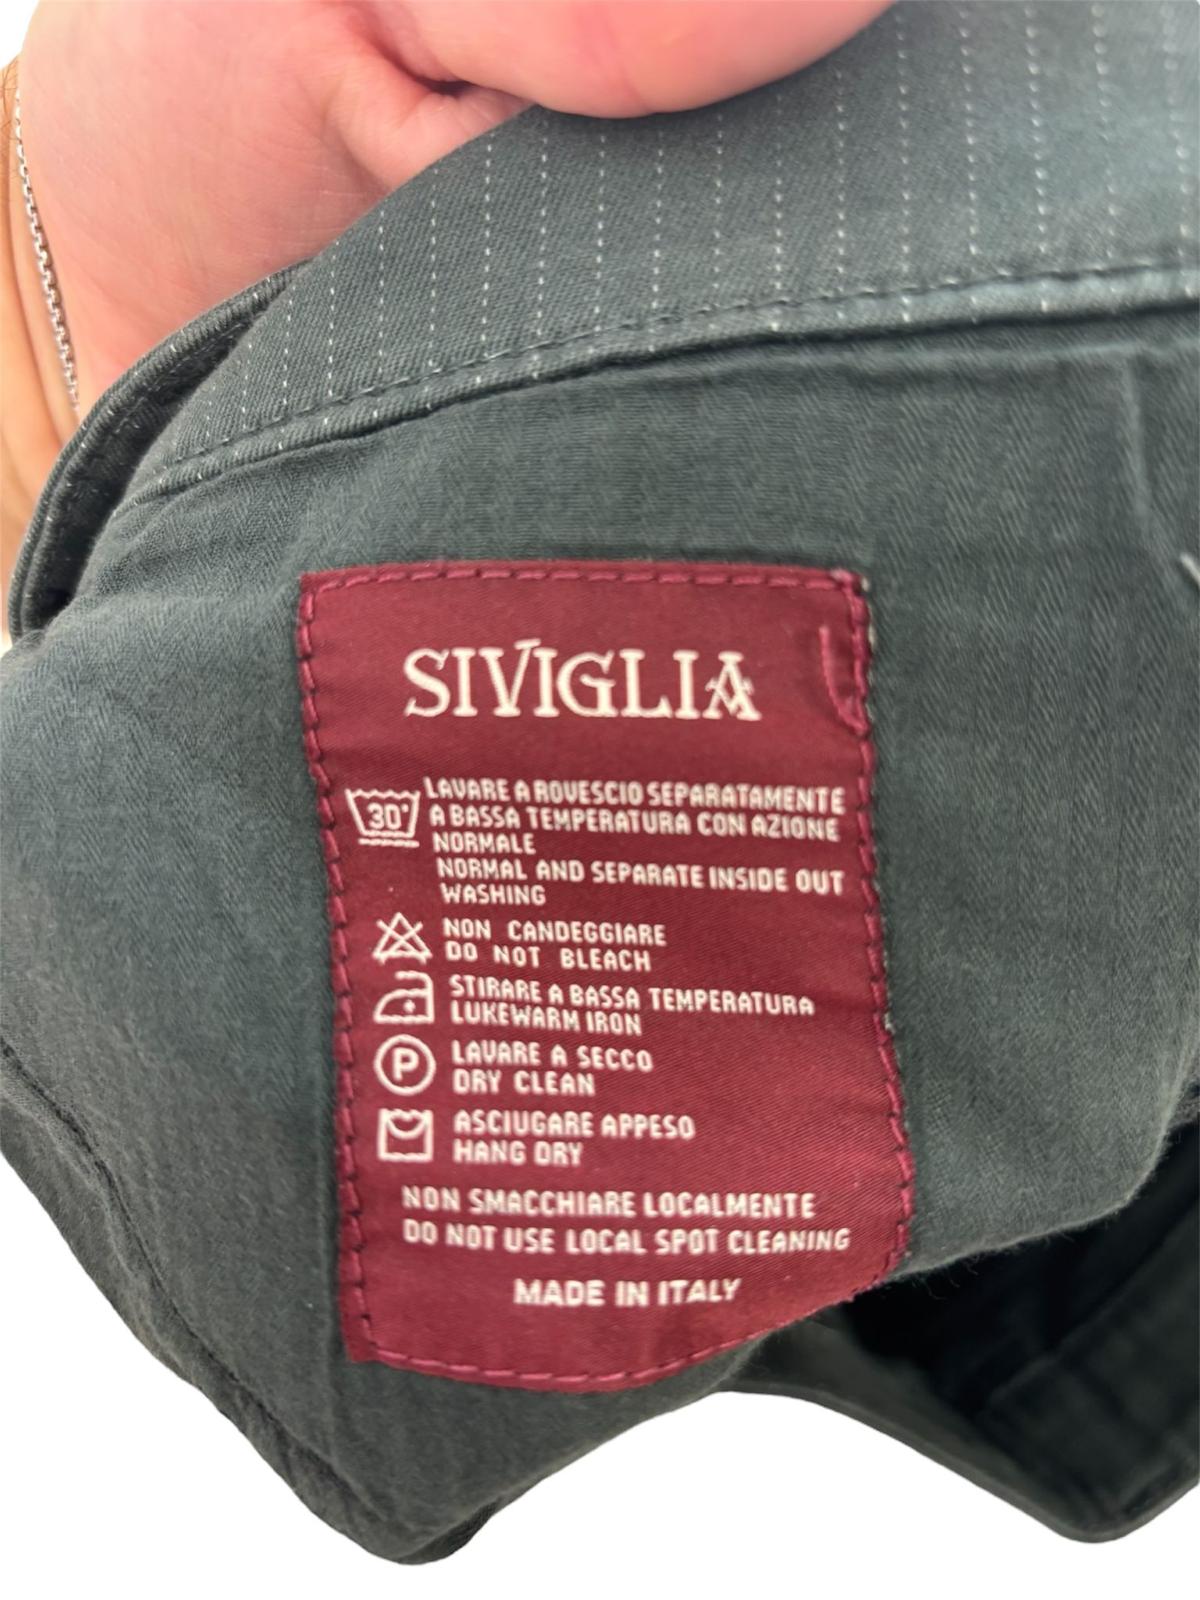 SIVIGLIA
30°
LAVARE A ROVESCIO SEPARATAMENTE
A BASSA TEMPERATURA CON AZIONE
NORMALE
NORMAL AND SEPARATE INSIDE OUT
WASHING
NON CANDEGGIARE
DO NOT BLEACH
STIRARE A BASSA TEMPERATURA
LUKEWARM IRON
P
LAVARE A SECCO
DRY CLEAN
ASCIUGARE APPESO
HANG DRY
NON SMACCHIARE LOCALMENTE
DO NOT USE LOCAL SPOT CLEANING
MADE IN ITALY